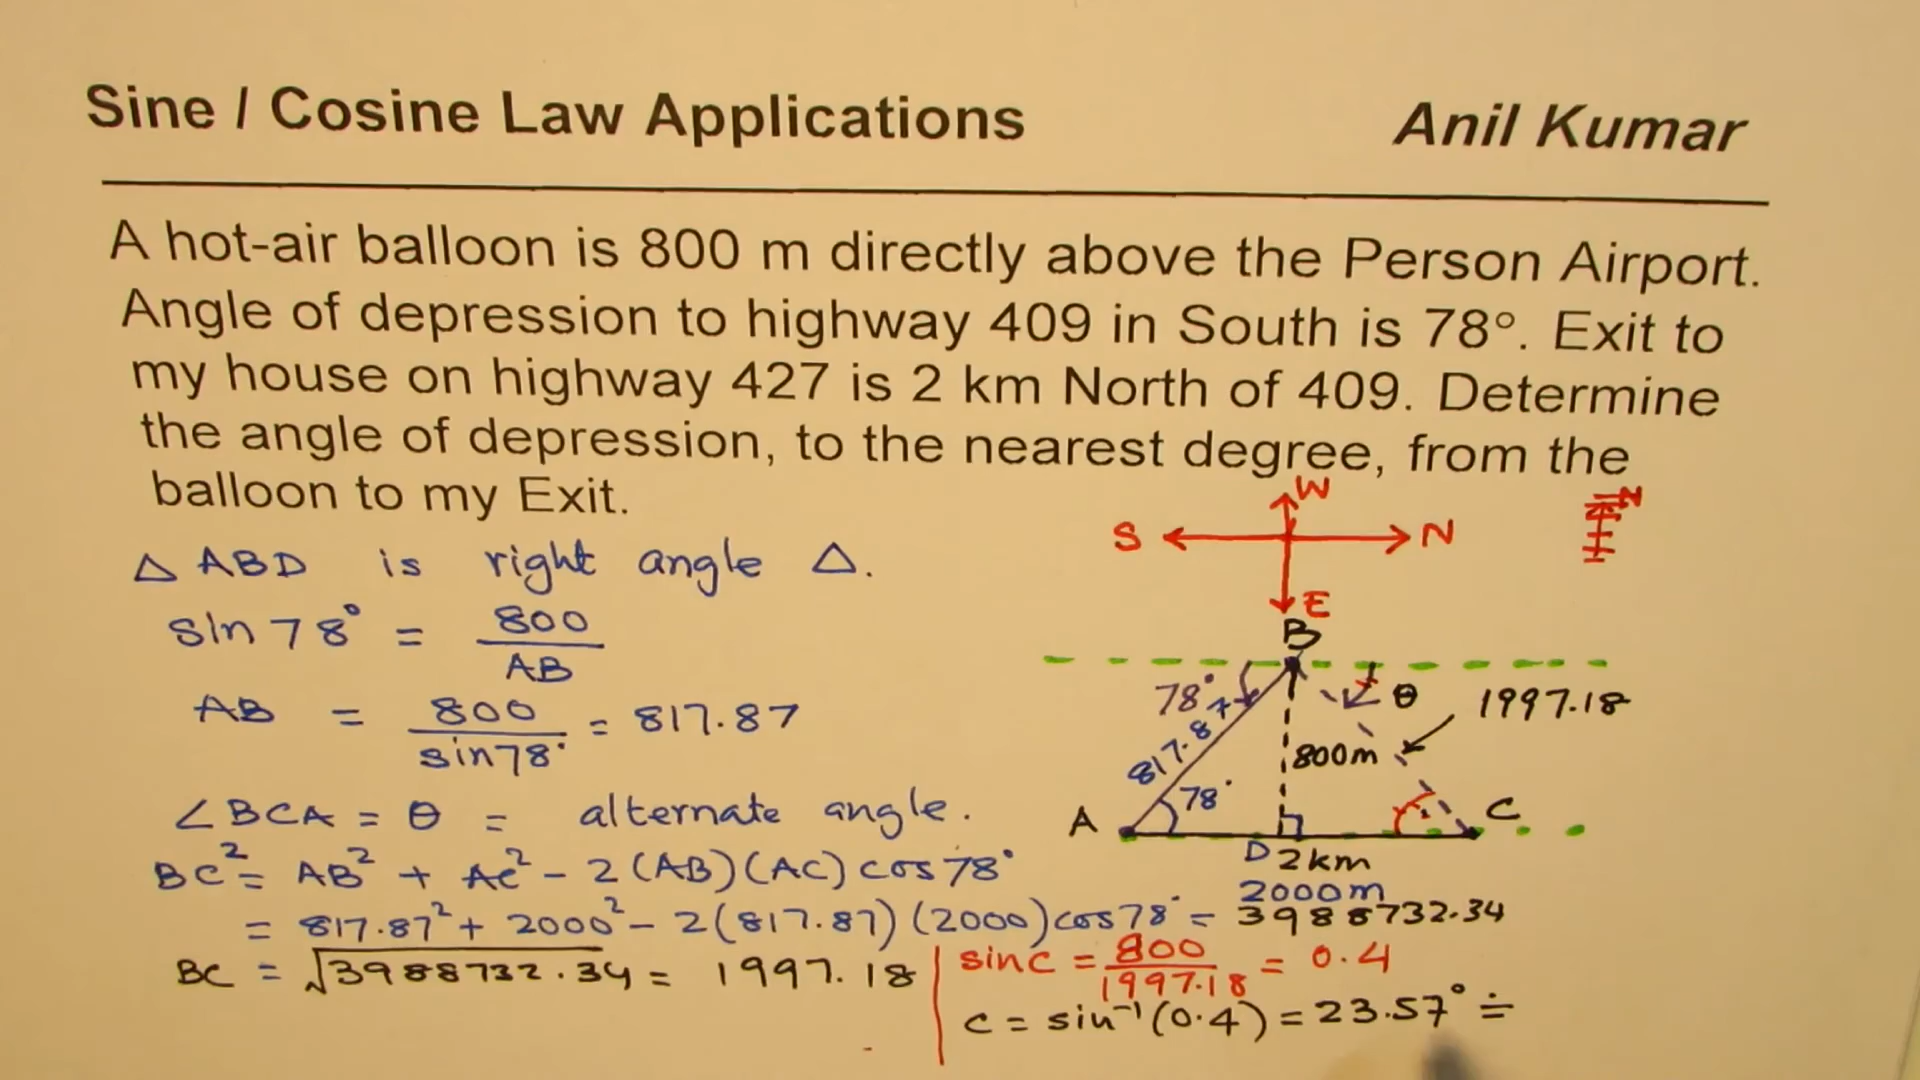 Sine / Cosine Law Applications
Anil Kumar
A hot-air balloon is 800 m directly above the Person Airport.
Angle of depression to highway 409 in South is 78°. Exit to
my house on highway 427 is 2 km North of 409. Determine
the angle of depression, to the nearest degree, from the
balloon to my Exit.
△ ABD is right angle △.
sin 78° = 800 / AB
AB = 800 / sin 78° = 817.87
∠BCA = θ = alternate angle.
BC² = AB² + AC² - 2 (AB) (AC) cos 78°
= 817.87² + 2000² - 2 (817.87) (2000) cos 78° = 3988732.34
BC = √3988732.34 = 1997.18
sin C = 800 / 1997.18 = 0.4
C = sin⁻¹ (0.4) = 23.57° ≐
W
S N
E
N
B
78° θ 1997.18
817.87
800m
78°
A C
D 2km
2000m